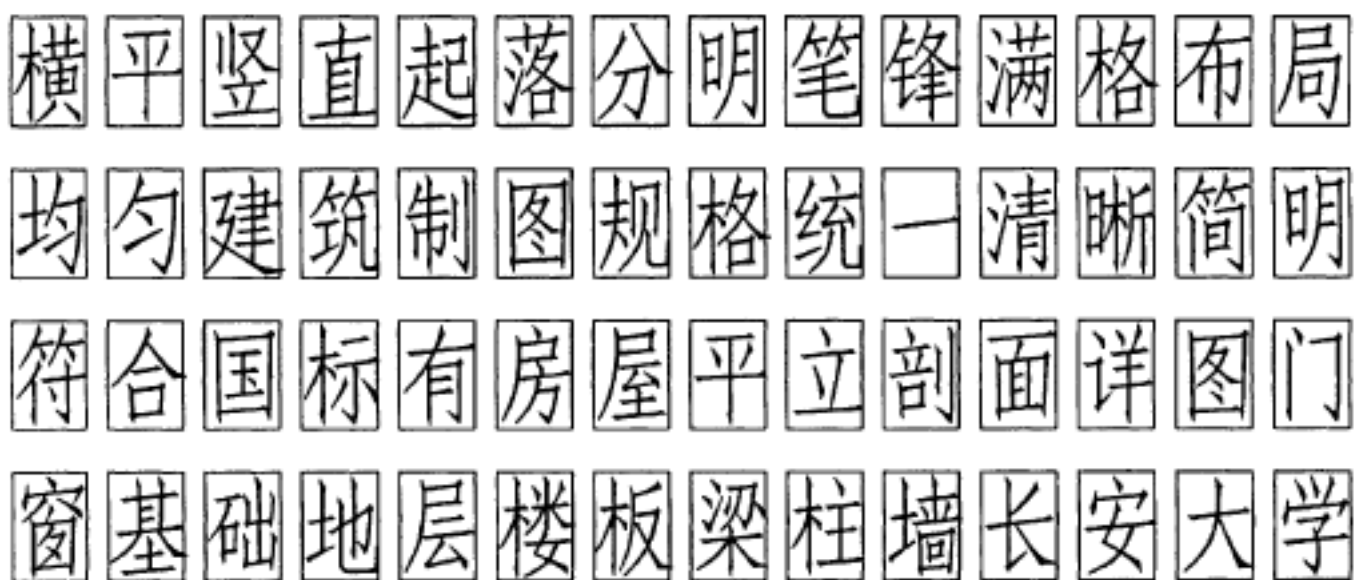 横平竖直起落分明笔锋满格布局
均匀建筑制图规格统一清晰简明
符合国标有房屋平立剖面详图门
窗基础地层楼板梁柱墙长安大学